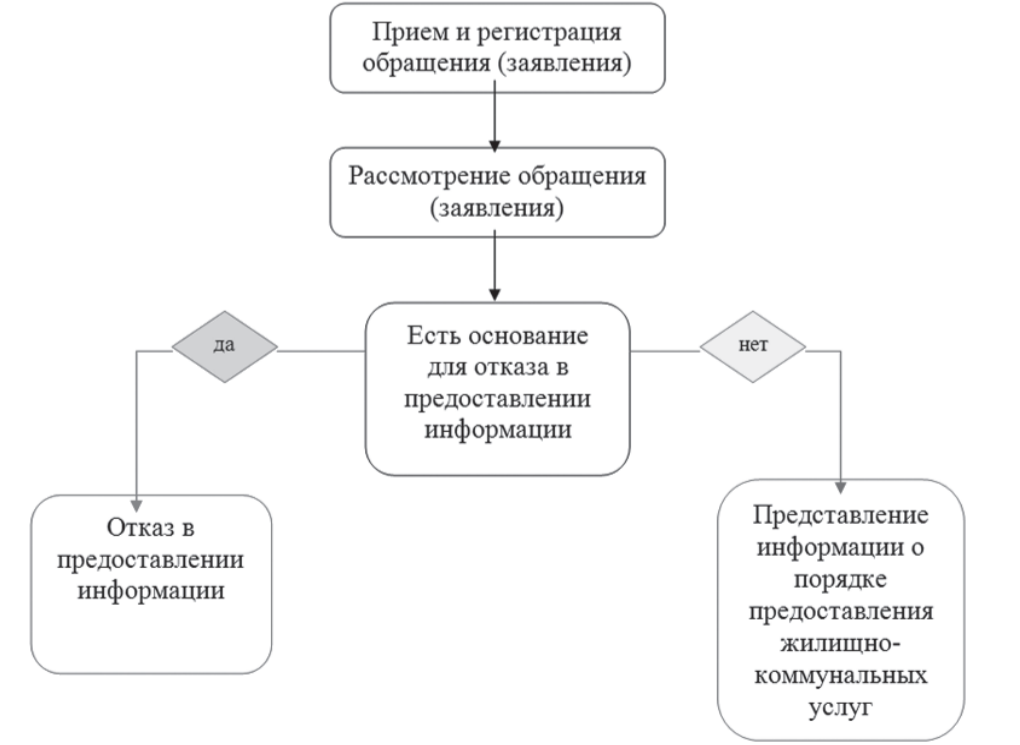 Прием и регистрация
обращения (заявления)
Рассмотрение обращения
(заявления)
Есть основание
для отказа в
предоставлении
информации
да
нет
Отказ в
предоставлении
информации
Представление
информации о
порядке
предоставления
жилищно-
коммунальных
услуг